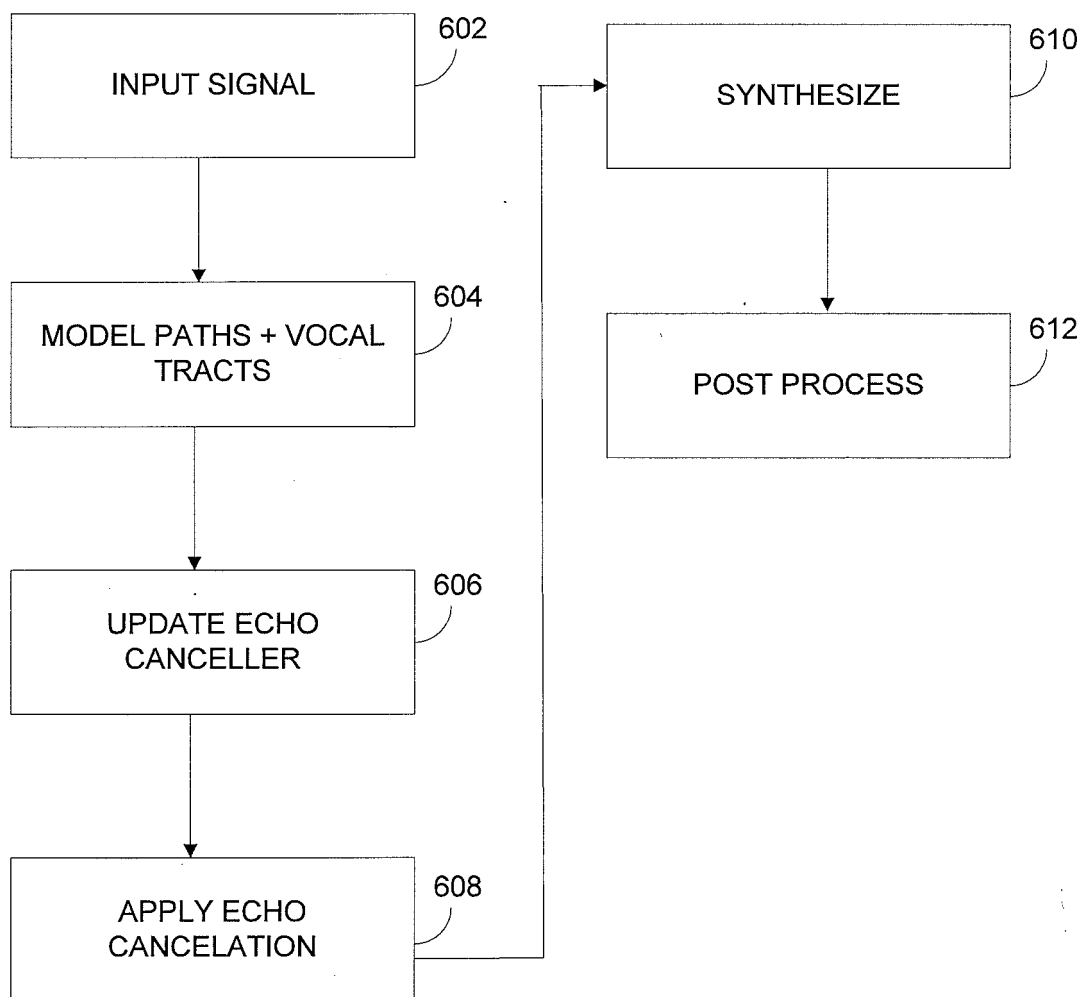 602
INPUT SIGNAL
604
MODEL PATHS + VOCAL
TRACTS
606
UPDATE ECHO
CANCELLER
608
APPLY ECHO
CANCELATION
610
SYNTHESIZE
612
POST PROCESS